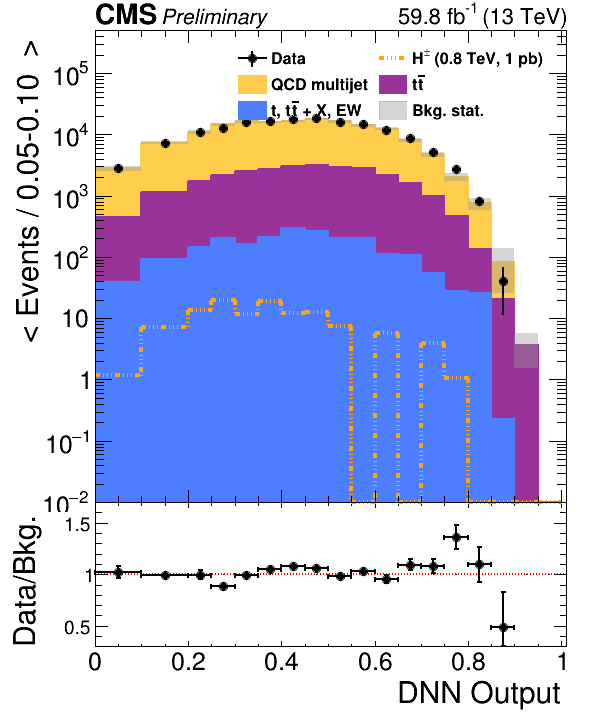 CMS Preliminary 59.8 fb⁻¹ (13 TeV)
Data H± (0.8 TeV, 1 pb)
QCD multijet tt̄
t, tt̄ + X, EW Bkg. stat.
< Events / 0.05-0.10 >
10⁵
10⁴
10³
10²
10
1
10⁻¹
10⁻²
Data/Bkg.
1.5
1
0.5
0 0.2 0.4 0.6 0.8 1
DNN Output